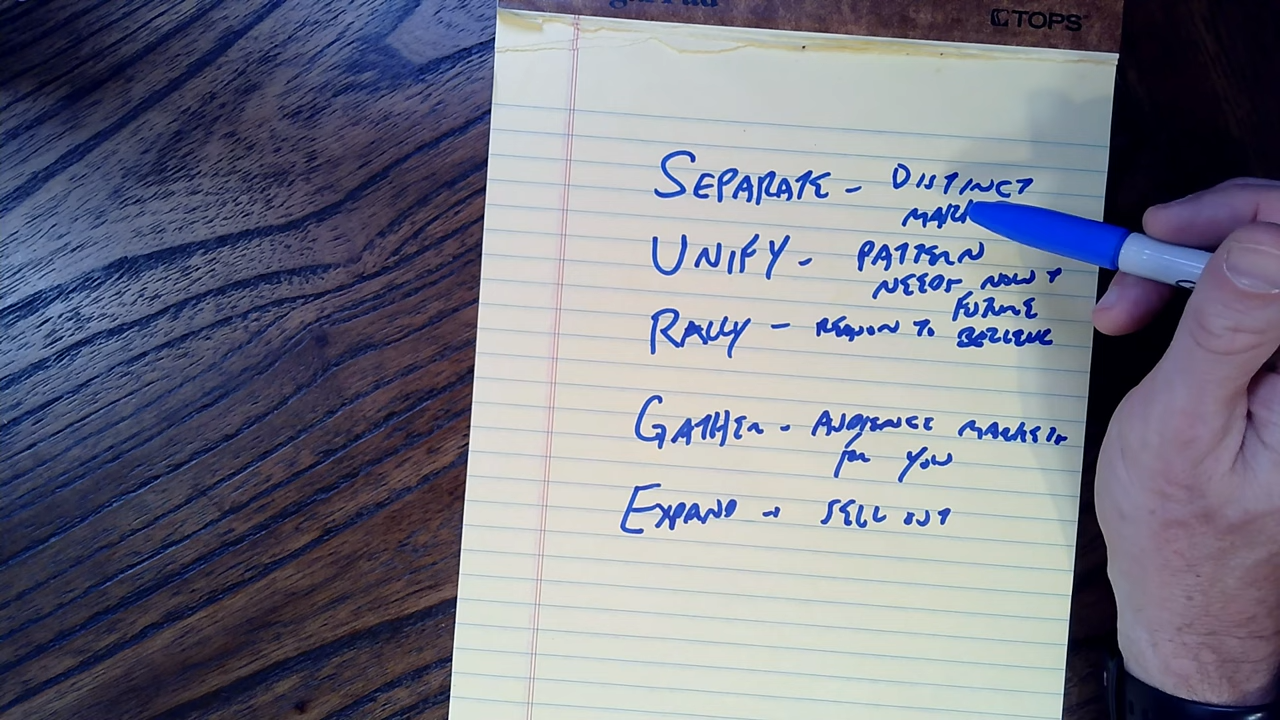 TOPS
SEPARATE - DISTINCT
UNIFY - PATTERN
NEEDS NOW +
FUTURE
RALLY - REASON TO BELIEVE
GATHER - AUDIENCE MARKETS
for YOU
EXPAND → SELL OUT